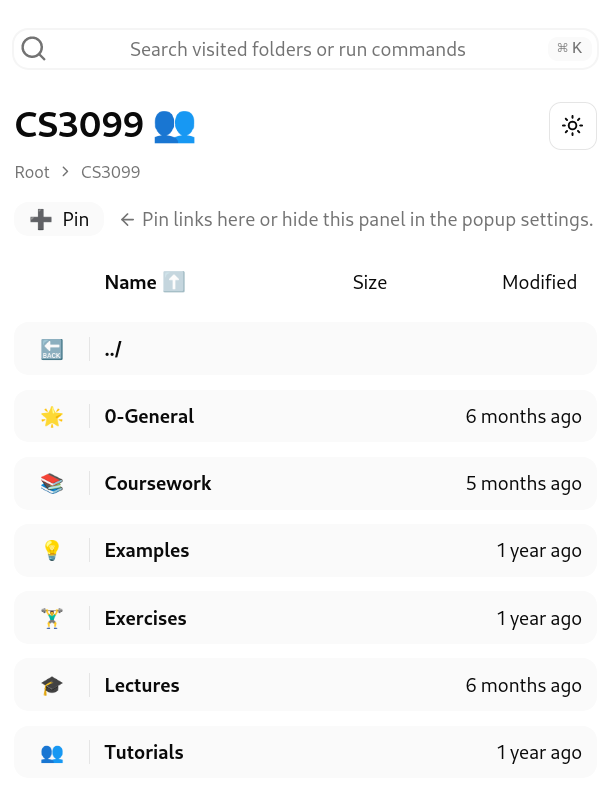 Search visited folders or run commands ⌘ K
CS3099 👥
Root > CS3099
➕ Pin ← Pin links here or hide this panel in the popup settings.
Name ⬆️ Size Modified
🔙 ../
🌟 0-General 6 months ago
📚 Coursework 5 months ago
💡 Examples 1 year ago
🏋️ Exercises 1 year ago
🎓 Lectures 6 months ago
👥 Tutorials 1 year ago